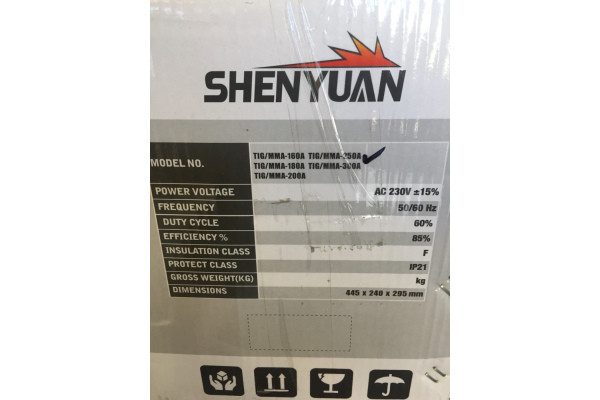 SHENYUAN
MODEL NO.
TIG/MMA-160A TIG/MMA-250A
TIG/MMA-180A TIG/MMA-300A
TIG/MMA-200A
POWER VOLTAGE AC 230V ±15%
FREQUENCY 50/60 Hz
DUTY CYCLE 60%
EFFICIENCY % 85%
INSULATION CLASS F
PROTECT CLASS IP21
GROSS WEIGHT(KG) kg
DIMENSIONS 445 x 240 x 295 mm